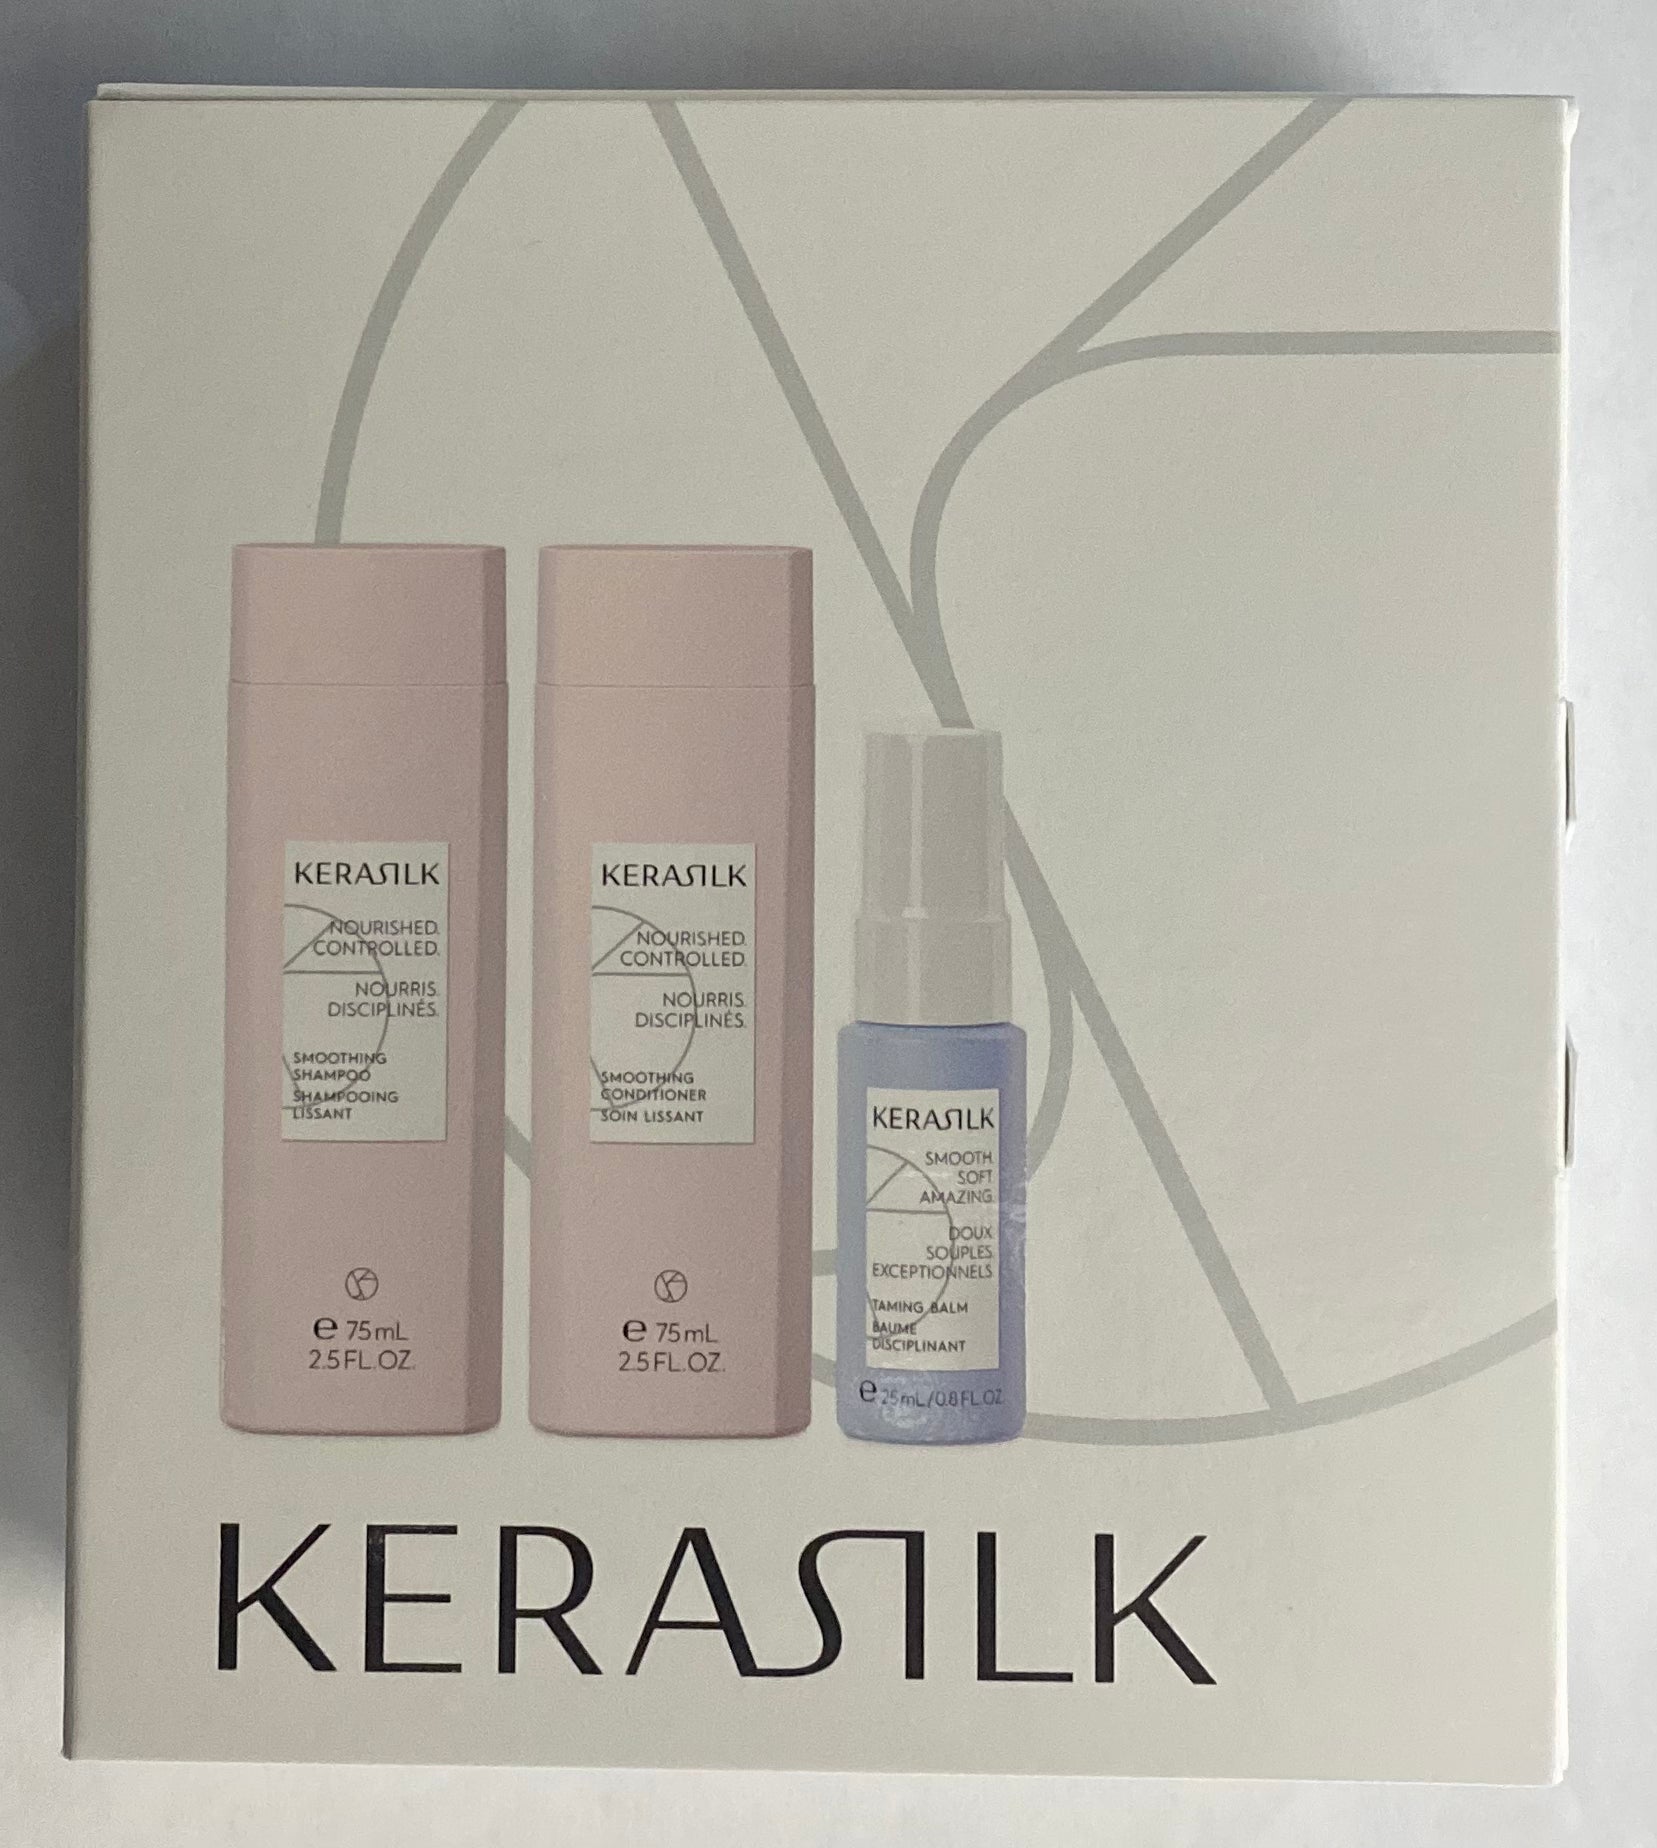 KERASILK
NOURISHED.
CONTROLLED.
NOURRIS.
DISCIPLINÉS.
SMOOTHING
SHAMPOO
SHAMPOOING
LISSANT
e 75mL
2.5FL.OZ.
KERASILK
NOURISHED.
CONTROLLED.
NOURRIS.
DISCIPLINÉS.
SMOOTHING
CONDITIONER
SOIN LISSANT
e 75mL
2.5FL.OZ.
KERASILK
SMOOTH.
SOFT.
AMAZING.
DOUX
SOUPLES
EXCEPTIONNELS
TAMING BALM
BAUME
DISCIPLINANT
e 25mL/0.8FL.OZ.
KERASILK